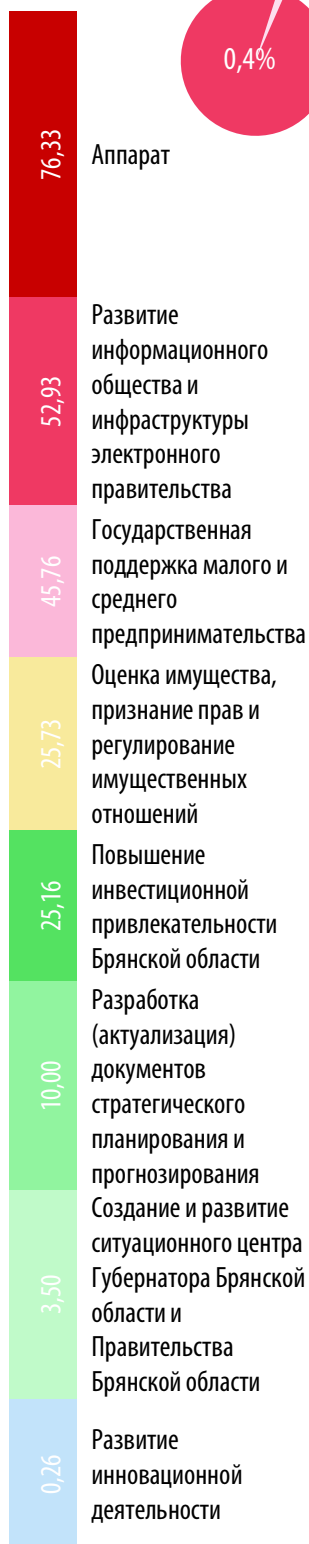 0,4%
76,33
Аппарат
52,93
Развитие
информационного
общества и
инфраструктуры
электронного
правительства
45,76
Государственная
поддержка малого и
среднего
предпринимательства
25,73
Оценка имущества,
признание прав и
регулирование
имущественных
отношений
25,16
Повышение
инвестиционной
привлекательности
Брянской области
10,00
Разработка
(актуализация)
документов
стратегического
планирования и
прогнозирования
3,50
Создание и развитие
ситуационного центра
Губернатора Брянской
области и
Правительства
Брянской области
0,26
Развитие
инновационной
деятельности